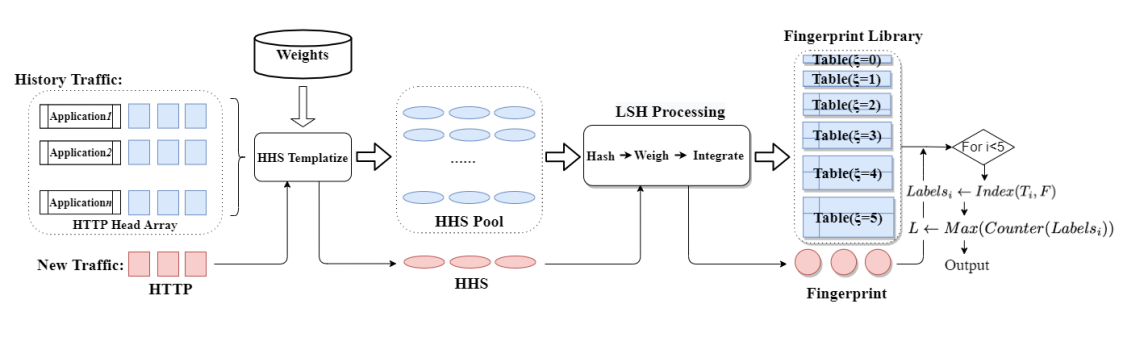 Fingerprint Library
Weights
Table(ξ=0)
History Traffic:
Table(ξ=1)
Table(ξ=2)
Application1
LSH Processing
Table(ξ=3)
For i<5
Application2
HHS Templatize
......
Hash Weigh Integrate
Table(ξ=4)
Labels_i ← Index(T_i, F)
Applicationn
HTTP Head Array
HHS Pool
Table(ξ=5)
L ← Max(Counter(Labels_i))
New Traffic:
Output
HTTP
HHS
Fingerprint